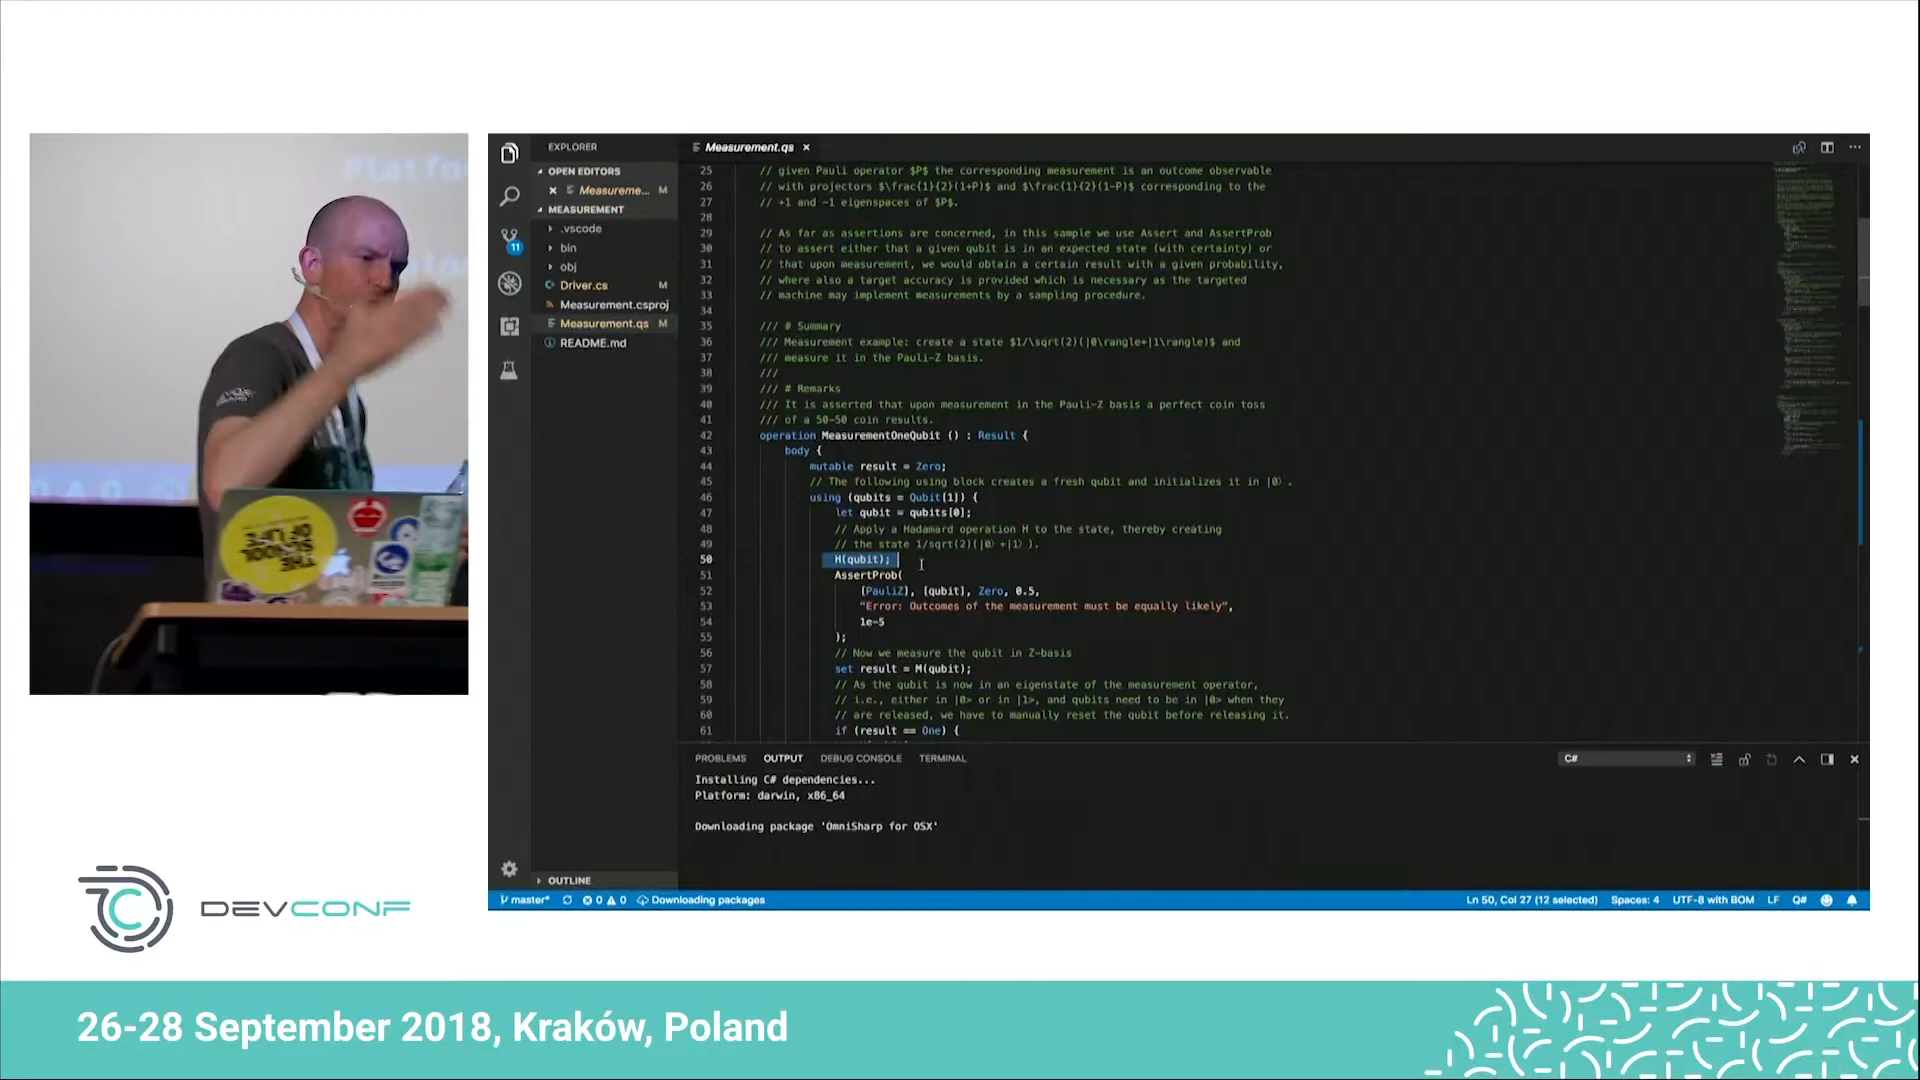 EXPLORER
OPEN EDITORS
Measureme... M
MEASUREMENT
.vscode
bin
obj
Driver.cs M
Measurement.csproj
Measurement.qs M
README.md
OUTLINE
11
Measurement.qs
25 // given Pauli operator $P$ the corresponding measurement is an outcome observable
26 // with projectors $\frac{1}{2}(1+P)$ and $\frac{1}{2}(1-P)$ corresponding to the
27 // +1 and -1 eigenspaces of $P$.
28
29 // As far as assertions are concerned, in this sample we use Assert and AssertProb
30 // to assert either that a given qubit is in an expected state (with certainty) or
31 // that upon measurement, we would obtain a certain result with a given probability,
32 // where also a target accuracy is provided which is necessary as the targeted
33 // machine may implement measurements by a sampling procedure.
34
35 /// # Summary
36 /// Measurement example: create a state $1/\sqrt(2)(|0\rangle+|1\rangle)$ and
37 /// measure it in the Pauli-Z basis.
38 ///
39 /// # Remarks
40 /// It is asserted that upon measurement in the Pauli-Z basis a perfect coin toss
41 /// of a 50-50 coin results.
42 operation MeasurementOneQubit () : Result {
43 body {
44 mutable result = Zero;
45 // The following using block creates a fresh qubit and initializes it in |0〉.
46 using (qubits = Qubit[1]) {
47 let qubit = qubits[0];
48 // Apply a Hadamard operation H to the state, thereby creating
49 // the state 1/sqrt(2)(|0〉+|1〉).
50 H(qubit);
51 AssertProb(
52 [PauliZ], [qubit], Zero, 0.5,
53 "Error: Outcomes of the measurement must be equally likely",
54 1e-5
55 );
56 // Now we measure the qubit in Z-basis
57 set result = M(qubit);
58 // As the qubit is now in an eigenstate of the measurement operator,
59 // i.e., either in |0> or in |1>, and qubits need to be in |0> when they
60 // are released, we have to manually reset the qubit before releasing it.
61 if (result == One) {
PROBLEMS OUTPUT DEBUG CONSOLE TERMINAL C#
Installing C# dependencies...
Platform: darwin, x86_64
Downloading package 'OmniSharp for OSX'
master* 0 0 Downloading packages Ln 50, Col 27 (12 selected) Spaces: 4 UTF-8 with BOM LF Q#
THE
SCHOOL
OF LIFE
DEVCONF
26-28 September 2018, Kraków, Poland